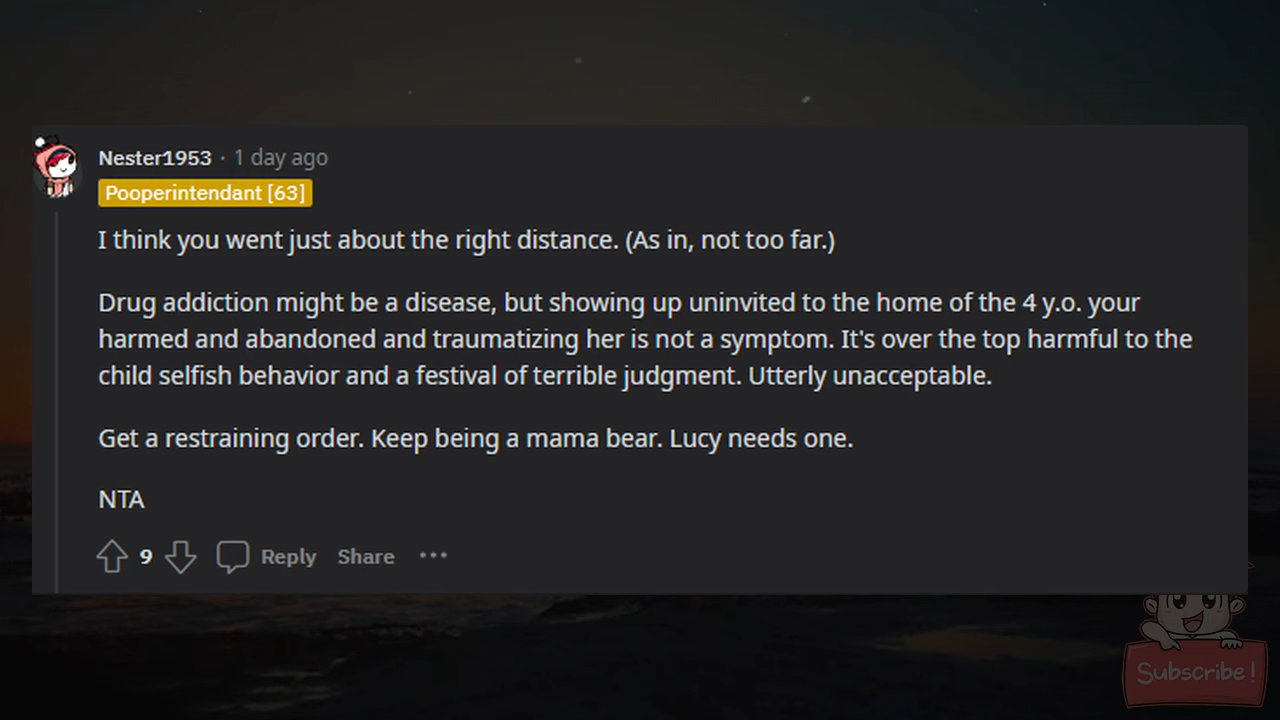 Nester1953 · 1 day ago
Pooperintendant [63]
I think you went just about the right distance. (As in, not too far.)
Drug addiction might be a disease, but showing up uninvited to the home of the 4 y.o. your
harmed and abandoned and traumatizing her is not a symptom. It's over the top harmful to the
child selfish behavior and a festival of terrible judgment. Utterly unacceptable.
Get a restraining order. Keep being a mama bear. Lucy needs one.
NTA
9 Reply Share ···
Subscribe!